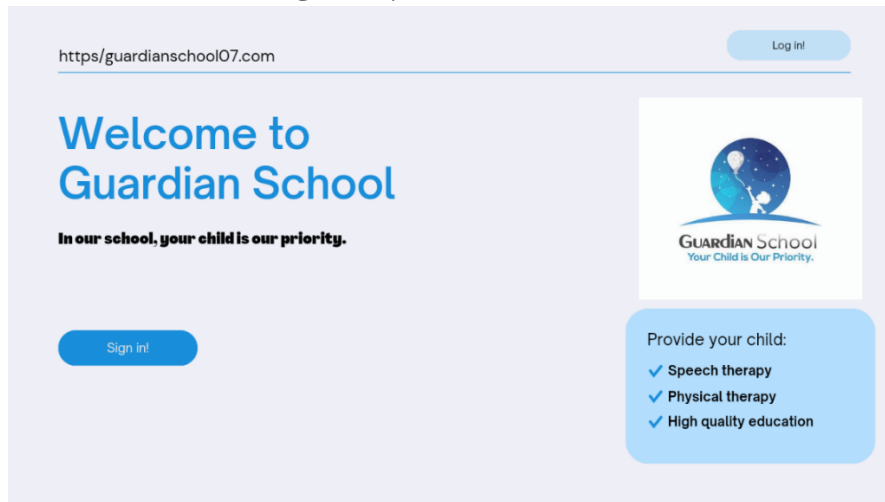 https/guardianschool07.com
Log in!
Welcome to
Guardian School
In our school, your child is our priority.
Sign in!
GUARdiAN School
Your Child is Our Priority.
Provide your child:
Speech therapy
Physical therapy
High quality education